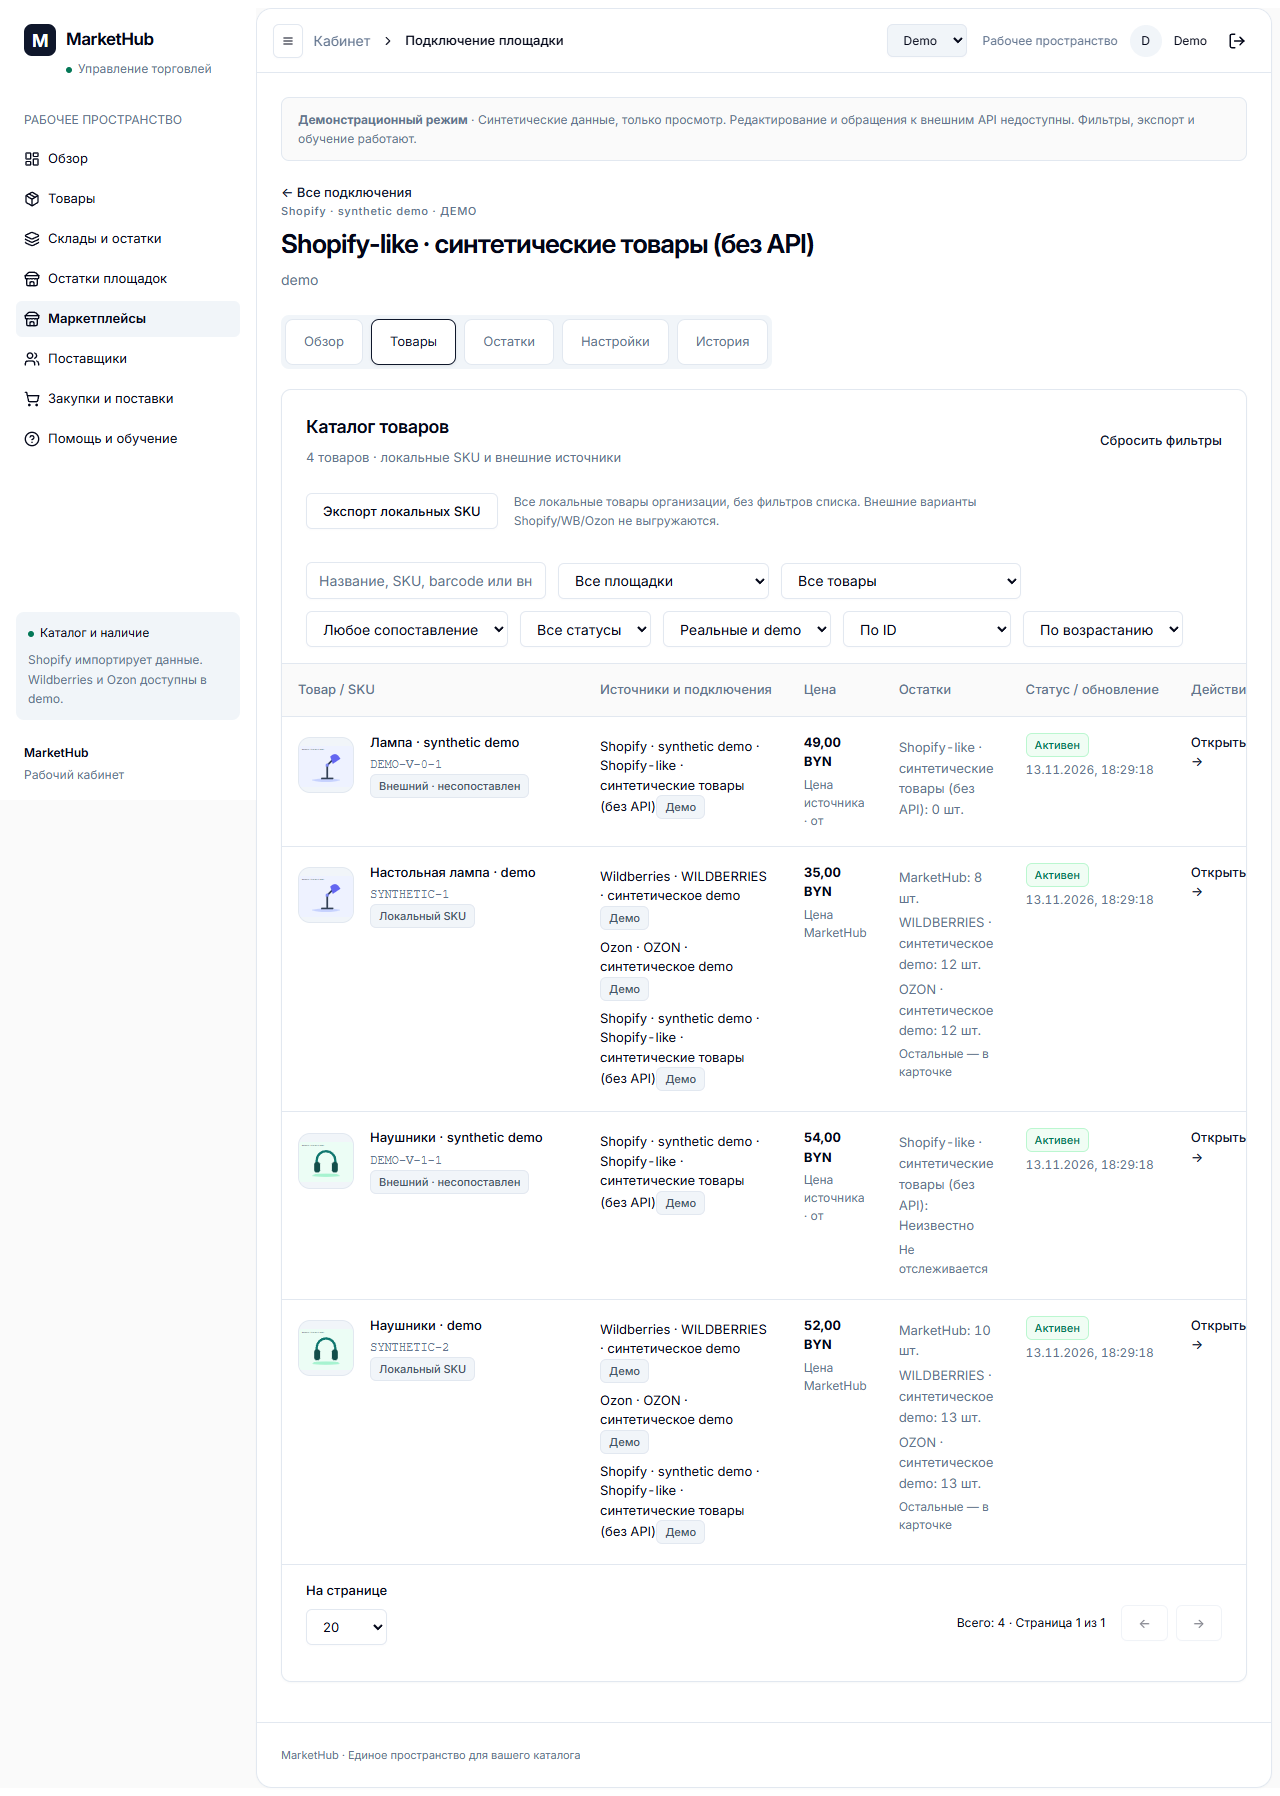 M MarketHub
Управление торговлей
РАБОЧЕЕ ПРОСТРАНСТВО
Обзор
Товары
Склады и остатки
Остатки площадок
Маркетплейсы
Поставщики
Закупки и поставки
Помощь и обучение
Каталог и наличие
Shopify импортирует данные.
Wildberries и Ozon доступны в
demo.
MarketHub
Рабочий кабинет
Кабинет > Подключение площадки
Demo
Рабочее пространство
D Demo
Демонстрационный режим · Синтетические данные, только просмотр. Редактирование и обращения к внешним API недоступны. Фильтры, экспорт и
обучение работают.
← Все подключения
Shopify · synthetic demo · ДЕМО
Shopify-like · синтетические товары (без API)
demo
Обзор
Товары
Остатки
Настройки
История
Каталог товаров
4 товаров · локальные SKU и внешние источники
Сбросить фильтры
Экспорт локальных SKU
Все локальные товары организации, без фильтров списка. Внешние варианты
Shopify/WB/Ozon не выгружаются.
Название, SKU, barcode или вн
Все площадки
Все товары
Любое сопоставление
Все статусы
Реальные и demo
По ID
По возрастанию
Товар / SKU
Источники и подключения
Цена
Остатки
Статус / обновление
Действи
Лампа · synthetic demo
DEMO-V-0-1
Внешний · несопоставлен
Shopify · synthetic demo ·
Shopify-like ·
синтетические товары
(без API) Демо
49,00
BYN
Цена
источника
· от
Shopify-like ·
синтетические
товары (без
API): 0 шт.
Активен
13.11.2026, 18:29:18
Открыть
→
Настольная лампа · demo
SYNTHETIC-1
Локальный SKU
Wildberries · WILDBERRIES
· синтетическое demo
Демо
Ozon · OZON ·
синтетическое demo
Демо
Shopify · synthetic demo ·
Shopify-like ·
синтетические товары
(без API) Демо
35,00
BYN
Цена
MarketHub
MarketHub: 8
шт.
WILDBERRIES ·
синтетическое
demo: 12 шт.
OZON ·
синтетическое
demo: 12 шт.
Остальные — в
карточке
Активен
13.11.2026, 18:29:18
Открыть
→
Наушники · synthetic demo
DEMO-V-1-1
Внешний · несопоставлен
Shopify · synthetic demo ·
Shopify-like ·
синтетические товары
(без API) Демо
54,00
BYN
Цена
источника
· от
Shopify-like ·
синтетические
товары (без
API):
Неизвестно
Не
отслеживается
Активен
13.11.2026, 18:29:18
Открыть
→
Наушники · demo
SYNTHETIC-2
Локальный SKU
Wildberries · WILDBERRIES
· синтетическое demo
Демо
Ozon · OZON ·
синтетическое demo
Демо
Shopify · synthetic demo ·
Shopify-like ·
синтетические товары
(без API) Демо
52,00
BYN
Цена
MarketHub
MarketHub: 10
шт.
WILDBERRIES ·
синтетическое
demo: 13 шт.
OZON ·
синтетическое
demo: 13 шт.
Остальные — в
карточке
Активен
13.11.2026, 18:29:18
Открыть
→
На странице
20
Всего: 4 · Страница 1 из 1
←
→
MarketHub · Единое пространство для вашего каталога